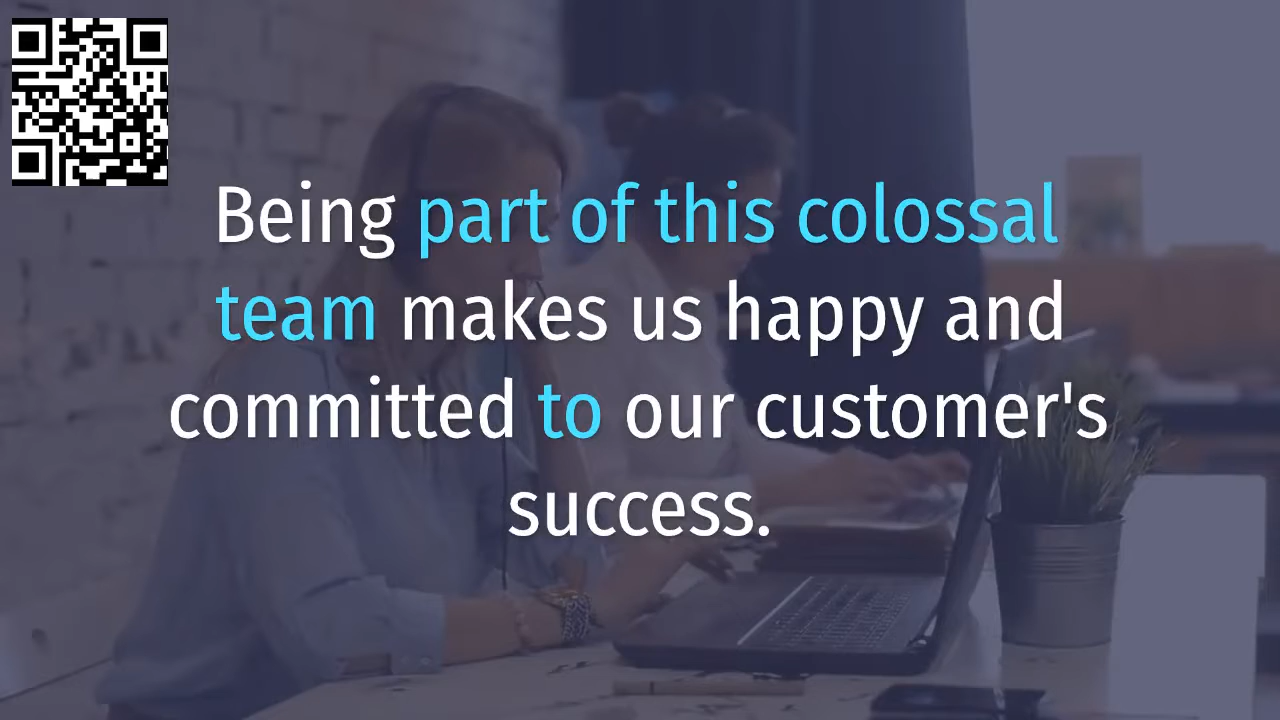 Being part of this colossal
team makes us happy and
committed to our customer's
success.